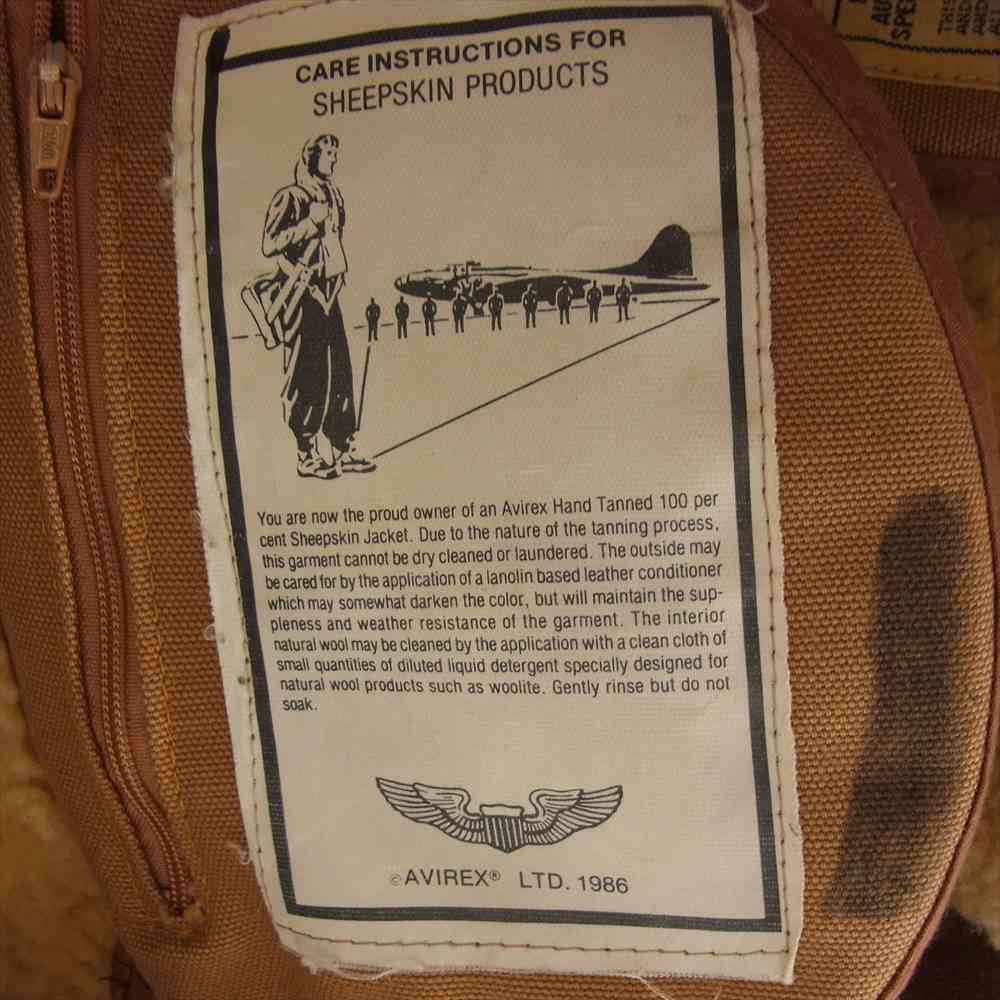 CARE INSTRUCTIONS FOR
SHEEPSKIN PRODUCTS
You are now the proud owner of an Avirex Hand Tanned 100 per
cent Sheepskin Jacket. Due to the nature of the tanning process,
this garment cannot be dry cleaned or laundered. The outside may
be cared for by the application of a lanolin based leather conditioner
which may somewhat darken the color, but will maintain the sup-
pleness and weather resistance of the garment. The interior
natural wool may be cleaned by the application with a clean cloth of
small quantities of diluted liquid detergent specially designed for
natural wool products such as woolite. Gently rinse but do not
soak.
©AVIREX® LTD. 1986